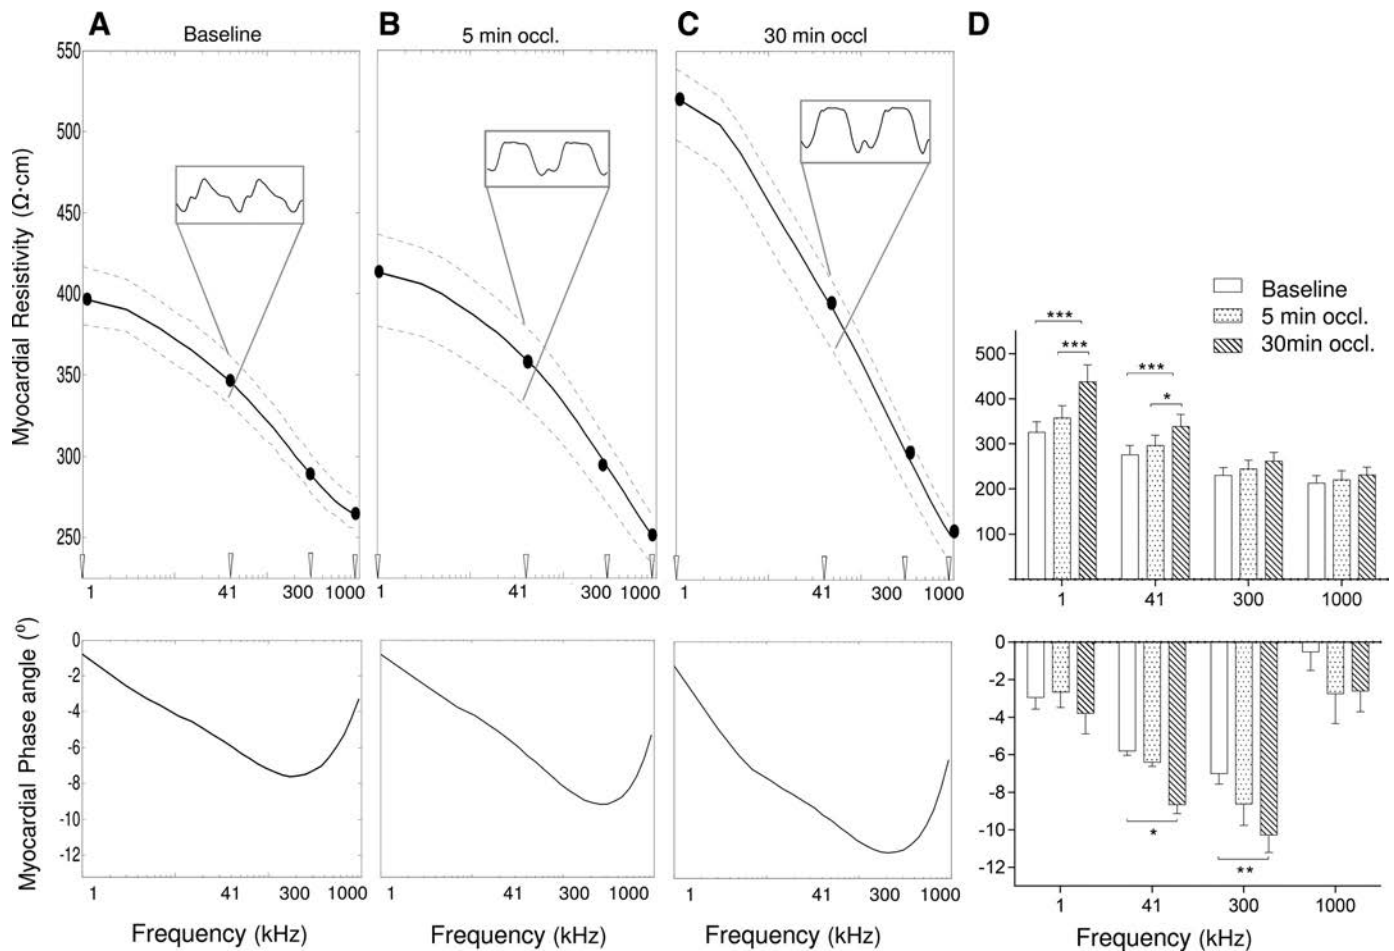 A
B
C
D
Baseline
5 min occl.
30 min occl
Myocardial Resistivity (Ω·cm)
550
500
450
400
350
300
250
1 41 300 1000
1 41 300 1000
1 41 300 1000
Baseline
5 min occl.
30min occl.
***
***
***
*
500
400
300
200
100
1 41 300 1000
Myocardial Phase angle (º)
0
-2
-4
-6
-8
-10
-12
1 41 300 1000
1 41 300 1000
1 41 300 1000
0
-2
-4
-6
-8
-10
-12
*
**
1 41 300 1000
Frequency (kHz)
Frequency (kHz)
Frequency (kHz)
Frequency (kHz)